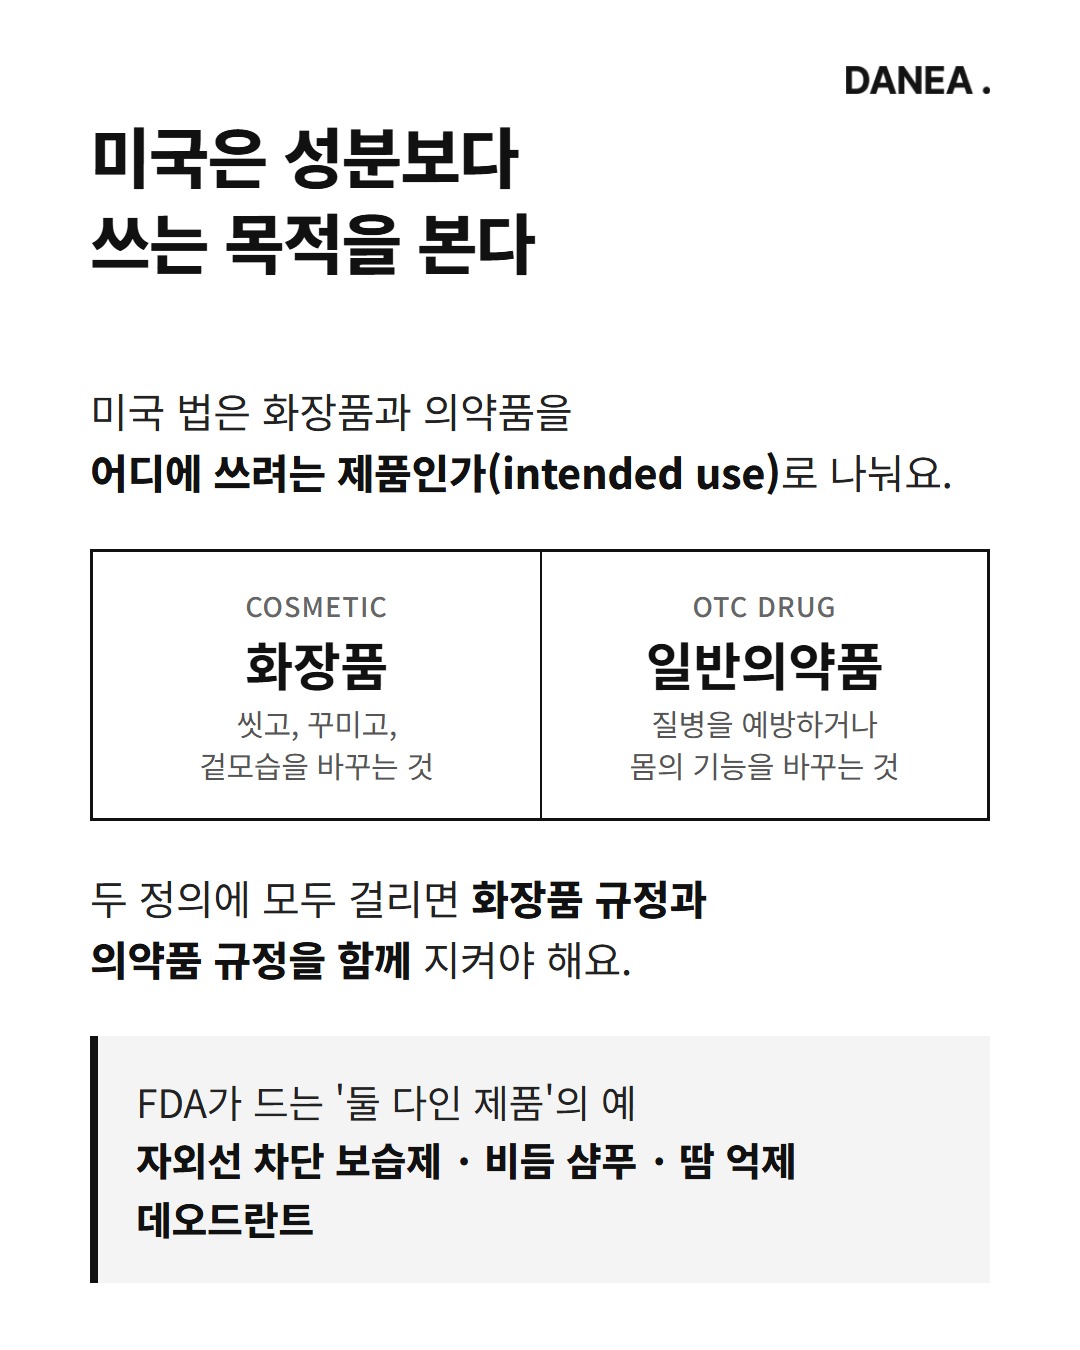 DANEA .
미국은 성분보다
쓰는 목적을 본다
미국 법은 화장품과 의약품을
어디에 쓰려는 제품인가(intended use)로 나눠요.
COSMETIC
화장품
씻고, 꾸미고,
겉모습을 바꾸는 것
OTC DRUG
일반의약품
질병을 예방하거나
몸의 기능을 바꾸는 것
두 정의에 모두 걸리면 화장품 규정과
의약품 규정을 함께 지켜야 해요.
FDA가 드는 '둘 다인 제품'의 예
자외선 차단 보습제 · 비듬 샴푸 · 땀 억제
데오드란트